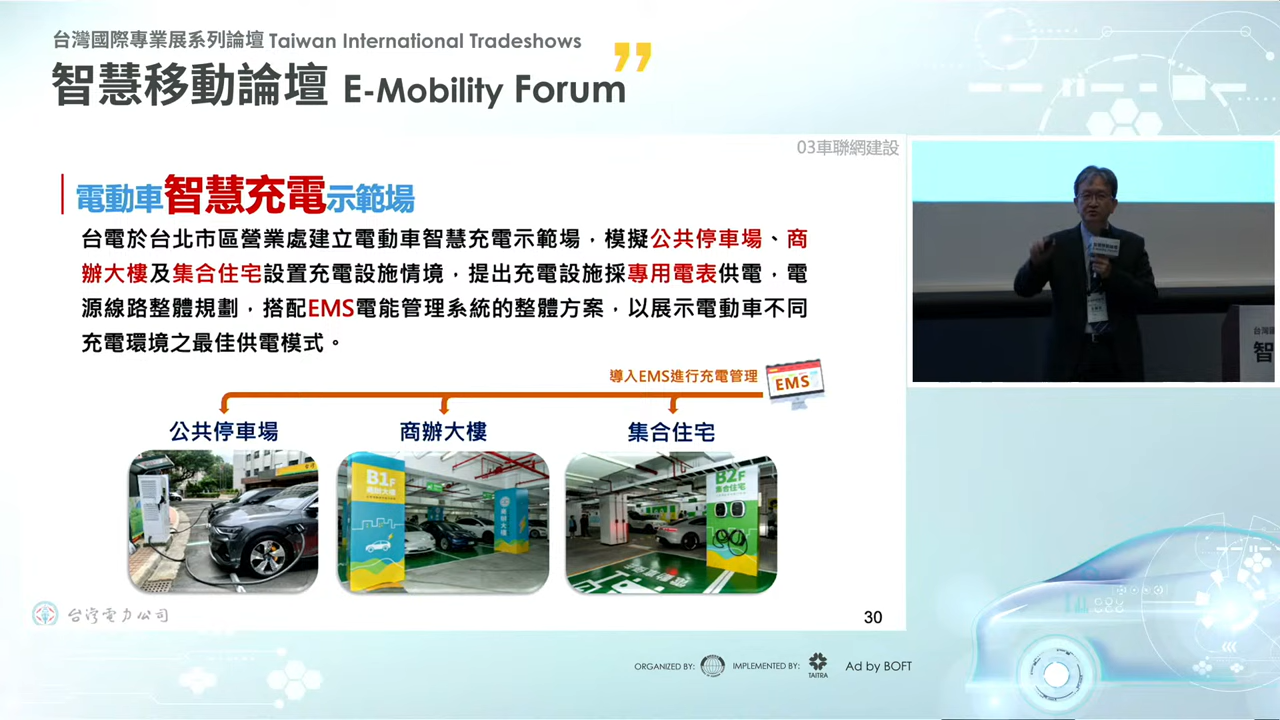 台灣國際專業展系列論壇 Taiwan International Tradeshows
智慧移動論壇 E-Mobility Forum
03車聯網建設
電動車智慧充電示範場
台電於台北市區營業處建立電動車智慧充電示範場，模擬公共停車場、商
辦大樓及集合住宅設置充電設施情境，提出充電設施採專用電表供電，電
源線路整體規劃，搭配EMS電能管理系統的整體方案，以展示電動車不同
充電環境之最佳供電模式。
導入EMS進行充電管理
EMS
公共停車場
商辦大樓
集合住宅
B1F
商辦大樓
商辦大樓
B2F
集合住宅
台灣電力公司
30
智
ORGANIZED BY:
IMPLEMENTED BY:
TAITRA
Ad by BOFT